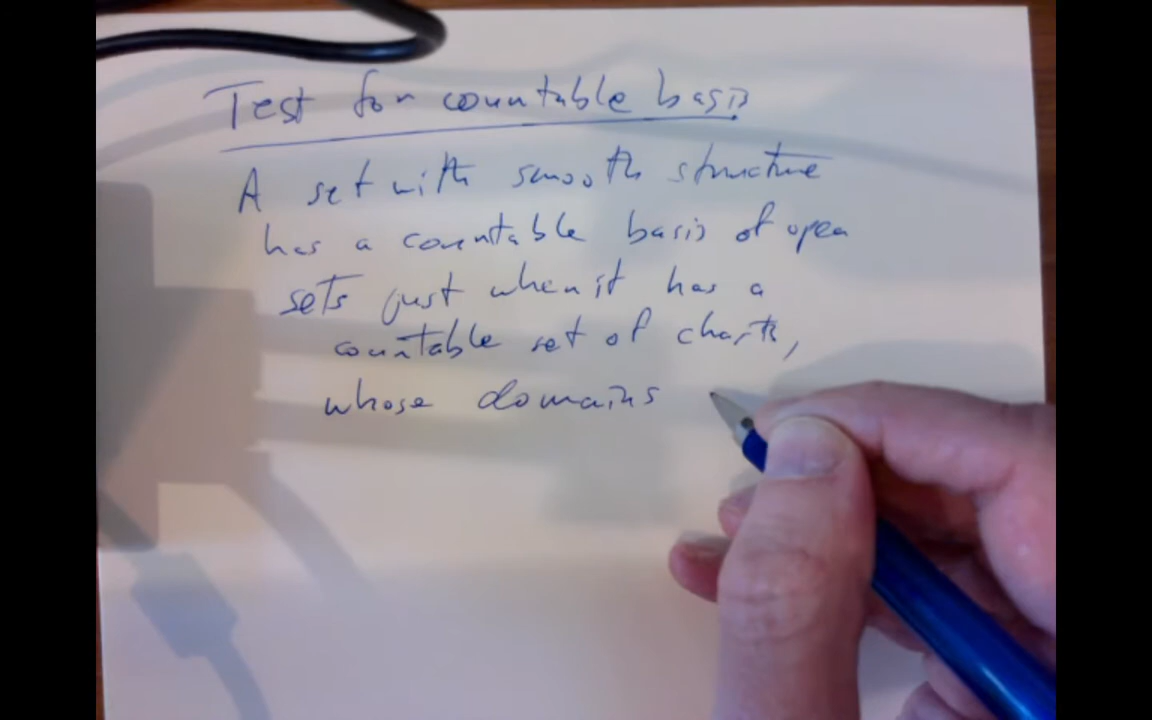 Test for countable basis
A set with smooth structure
has a countable basis of open
sets just when it has a
countable set of charts,
whose domains